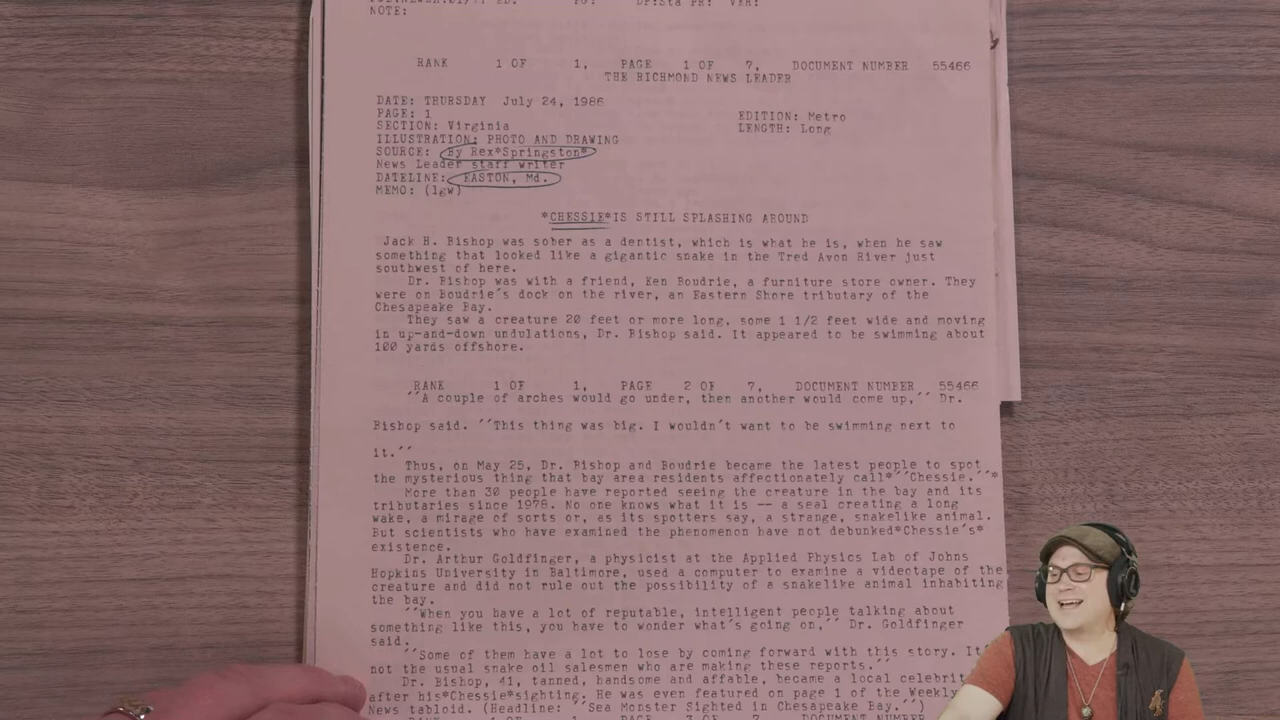 NOTE:
RANK 1 OF 1, PAGE 1 OF 7, DOCUMENT NUMBER 55466
THE RICHMOND NEWS LEADER
DATE: THURSDAY July 24, 1986
PAGE: 1
EDITION: Metro
SECTION: Virginia
LENGTH: Long
ILLUSTRATION: PHOTO AND DRAWING
SOURCE: By Rex*Springston*
News Leader staff writer
DATELINE: EASTON, Md.
MEMO: (lgw)
*CHESSIE*IS STILL SPLASHING AROUND
Jack H. Bishop was sober as a dentist, which is what he is, when he saw
something that looked like a gigantic snake in the Tred Avon River just
southwest of here.
Dr. Bishop was with a friend, Ken Boudrie, a furniture store owner. They
were on Boudrie's dock on the river, an Eastern Shore tributary of the
Chesapeake Bay.
They saw a creature 20 feet or more long, some 1 1/2 feet wide and moving
in up-and-down undulations, Dr. Bishop said. It appeared to be swimming about
100 yards offshore.
RANK 1 OF 1, PAGE 2 OF 7, DOCUMENT NUMBER 55466
''A couple of arches would go under, then another would come up,'' Dr.
Bishop said. ''This thing was big. I wouldn't want to be swimming next to
it.''
Thus, on May 25, Dr. Bishop and Boudrie became the latest people to spot
the mysterious thing that bay area residents affectionately call*''Chessie.''*
More than 30 people have reported seeing the creature in the bay and its
tributaries since 1978. No one knows what it is -- a seal creating a long
wake, a mirage of sorts or, as its spotters say, a strange, snakelike animal.
But scientists who have examined the phenomenon have not debunked*Chessie's*
existence.
Dr. Arthur Goldfinger, a physicist at the Applied Physics Lab of Johns
Hopkins University in Baltimore, used a computer to examine a videotape of the
creature and did not rule out the possibility of a snakelike animal inhabiting
the bay.
''When you have a lot of reputable, intelligent people talking about
something like this, you have to wonder what's going on,'' Dr. Goldfinger
said.
''Some of them have a lot to lose by coming forward with this story. It
not the usual snake oil salesmen who are making these reports.''
Dr. Bishop, 41, tanned, handsome and affable, became a local celebrit
after his*Chessie*sighting. He was even featured on page 1 of the Weekly
News tabloid. (Headline: ''Sea Monster Sighted in Chesapeake Bay.'')
RANK 1 OF 1, PAGE 3 OF 7, DOCUMENT NUMBER